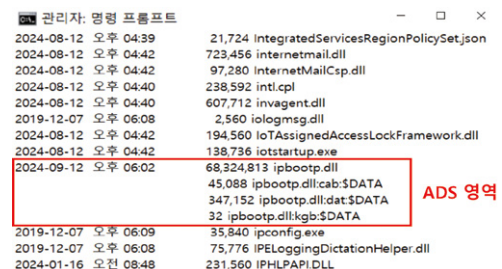 관리자: 명령 프롬프트
2024-08-12 오후 04:39 21,724 IntegratedServicesRegionPolicySet.json
2024-08-12 오후 04:42 723,456 internetmail.dll
2024-08-12 오후 04:42 97,280 InternetMailCsp.dll
2024-08-12 오후 04:40 238,592 intl.cpl
2024-08-12 오후 04:40 607,712 invagent.dll
2019-12-07 오후 06:08 2,560 iologmsg.dll
2024-08-12 오후 04:42 194,560 IoTAssignedAccessLockFramework.dll
2024-08-12 오후 04:42 138,736 iotstartup.exe
2024-09-12 오후 06:02 68,324,813 ipbootp.dll
45,088 ipbootp.dll:cab:$DATA
347,152 ipbootp.dll:dat:$DATA
32 ipbootp.dll:kgb:$DATA
ADS 영역
2019-12-07 오후 06:09 35,840 ipconfig.exe
2019-12-07 오후 06:08 75,776 IPELoggingDictationHelper.dll
2024-01-16 오전 08:48 231,560 IPHLPAPI.DLL